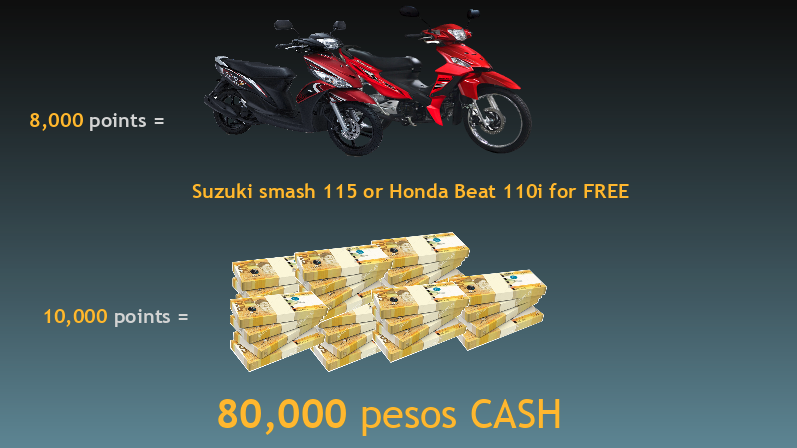 8,000 points =
Suzuki smash 115 or Honda Beat 110i for FREE
10,000 points =
80,000 pesos CASH